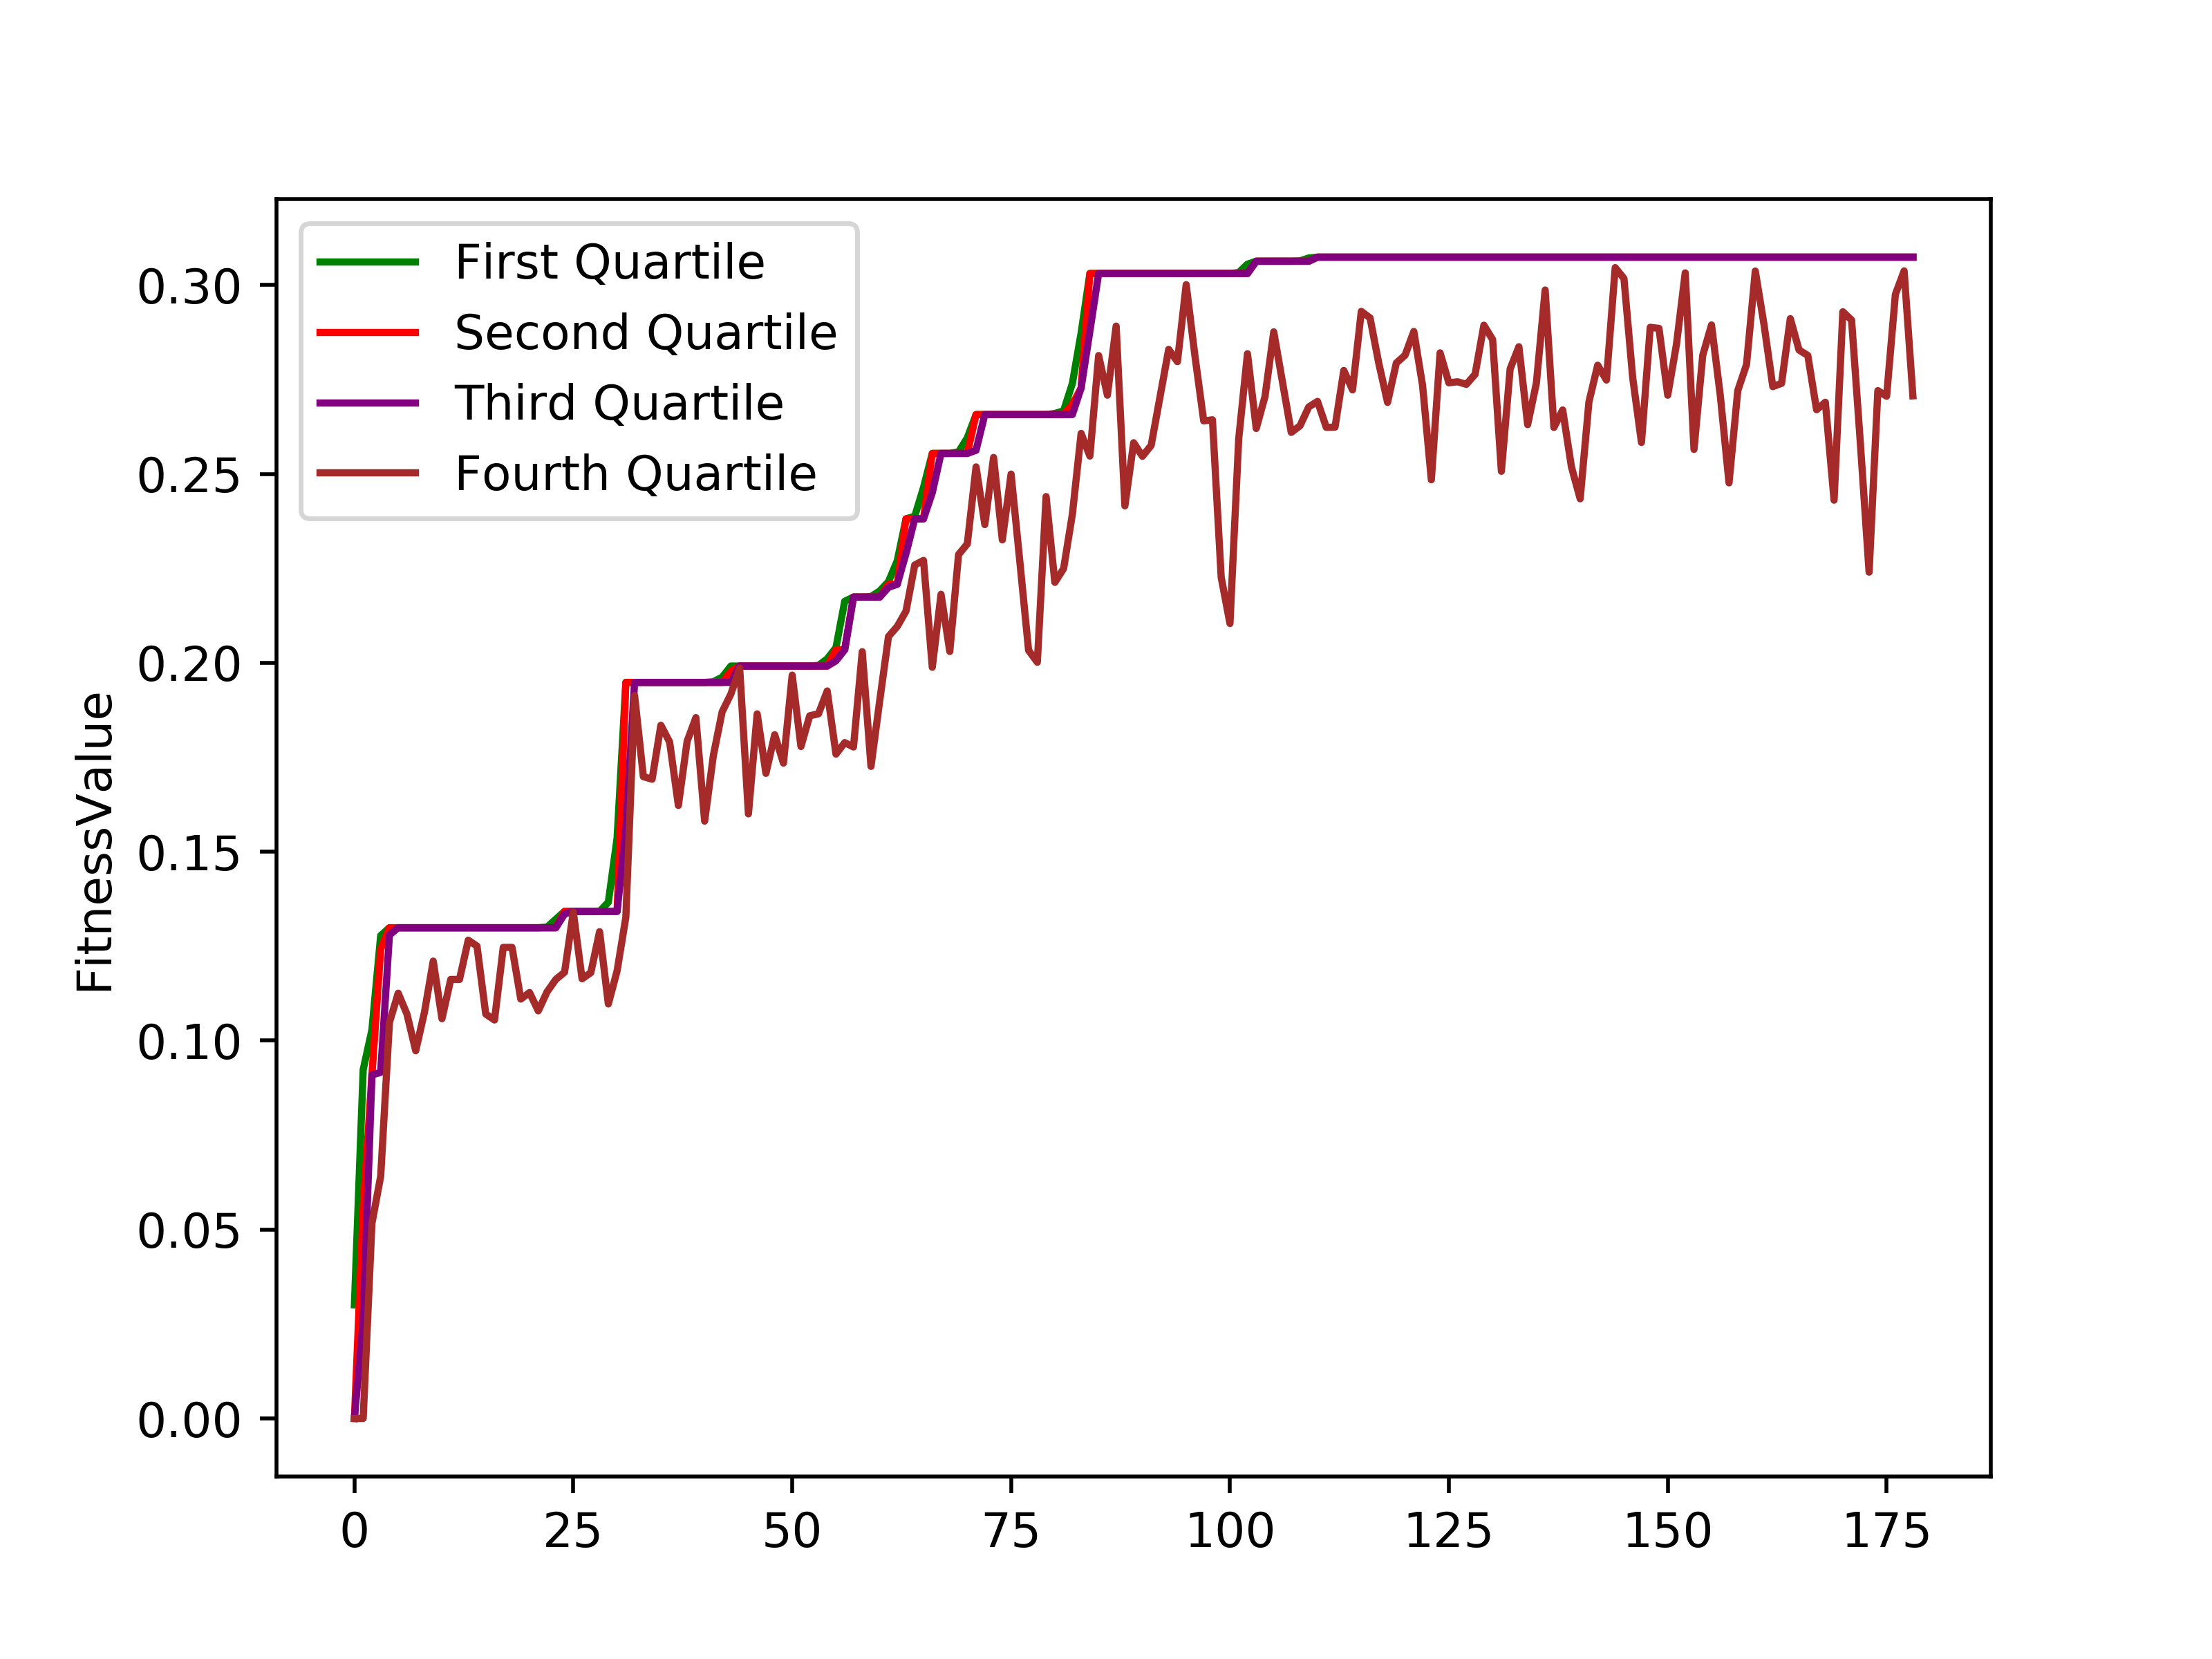 First Quartile
Second Quartile
Third Quartile
Fourth Quartile
FitnessValue
0.30
0.25
0.20
0.15
0.10
0.05
0.00
0 25 50 75 100 125 150 175